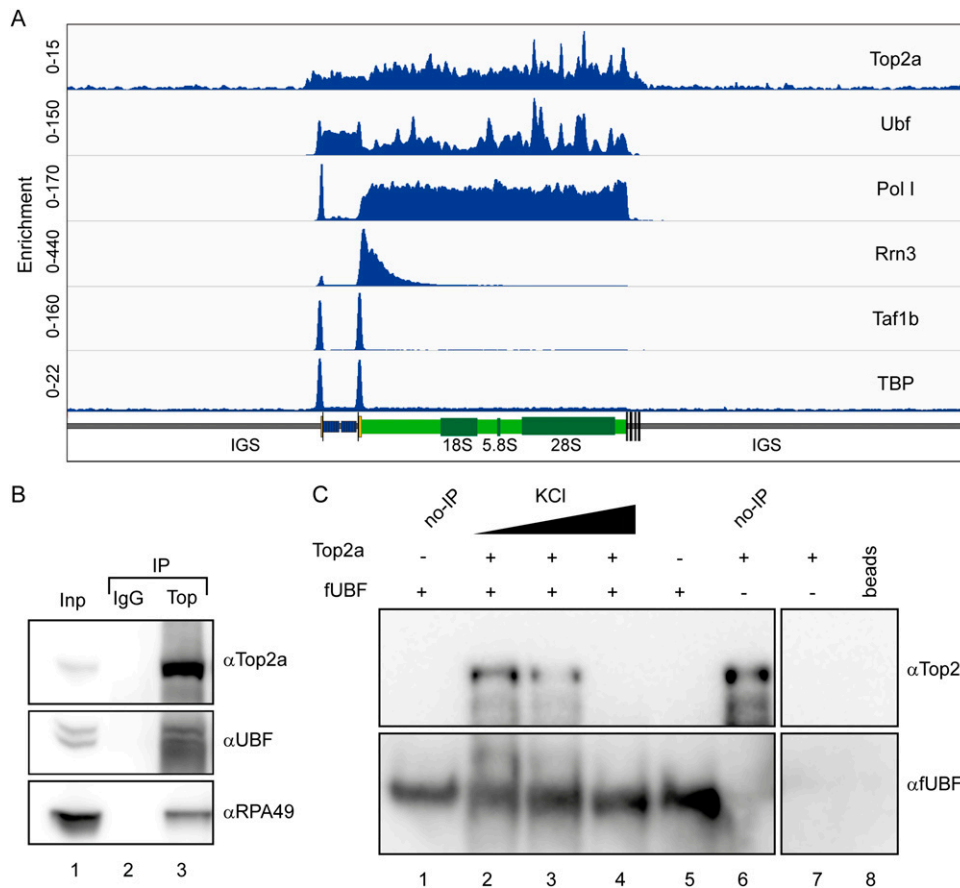 A
Enrichment
0-15
Top2a
0-150
Ubf
0-170
Pol I
0-440
Rrn3
0-160
Taf1b
0-22
TBP
IGS
18S 5.8S 28S
IGS
B
IP
Inp IgG Top
αTop2a
αUBF
αRPA49
1 2 3
C
no-IP KCl no-IP
Top2a - + + + - + + beads
fUBF + + + + + - -
αTop2
αfUBF
1 2 3 4 5 6 7 8